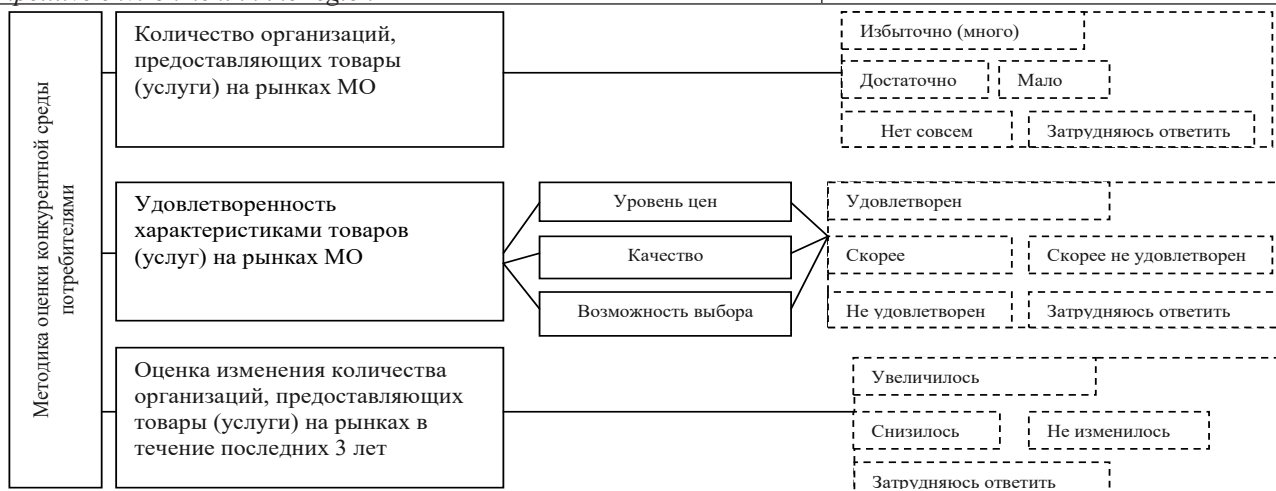 Методика оценки конкурентной среды
потребителями
Количество организаций,
предоставляющих товары
(услуги) на рынках МО
Избыточно (много)
Достаточно
Мало
Нет совсем
Затрудняюсь ответить
Удовлетворенность
характеристиками товаров
(услуг) на рынках МО
Уровень цен
Качество
Возможность выбора
Удовлетворен
Скорее
Скорее не удовлетворен
Не удовлетворен
Затрудняюсь ответить
Оценка изменения количества
организаций, предоставляющих
товары (услуги) на рынках в
течение последних 3 лет
Увеличилось
Снизилось
Не изменилось
Затрудняюсь ответить